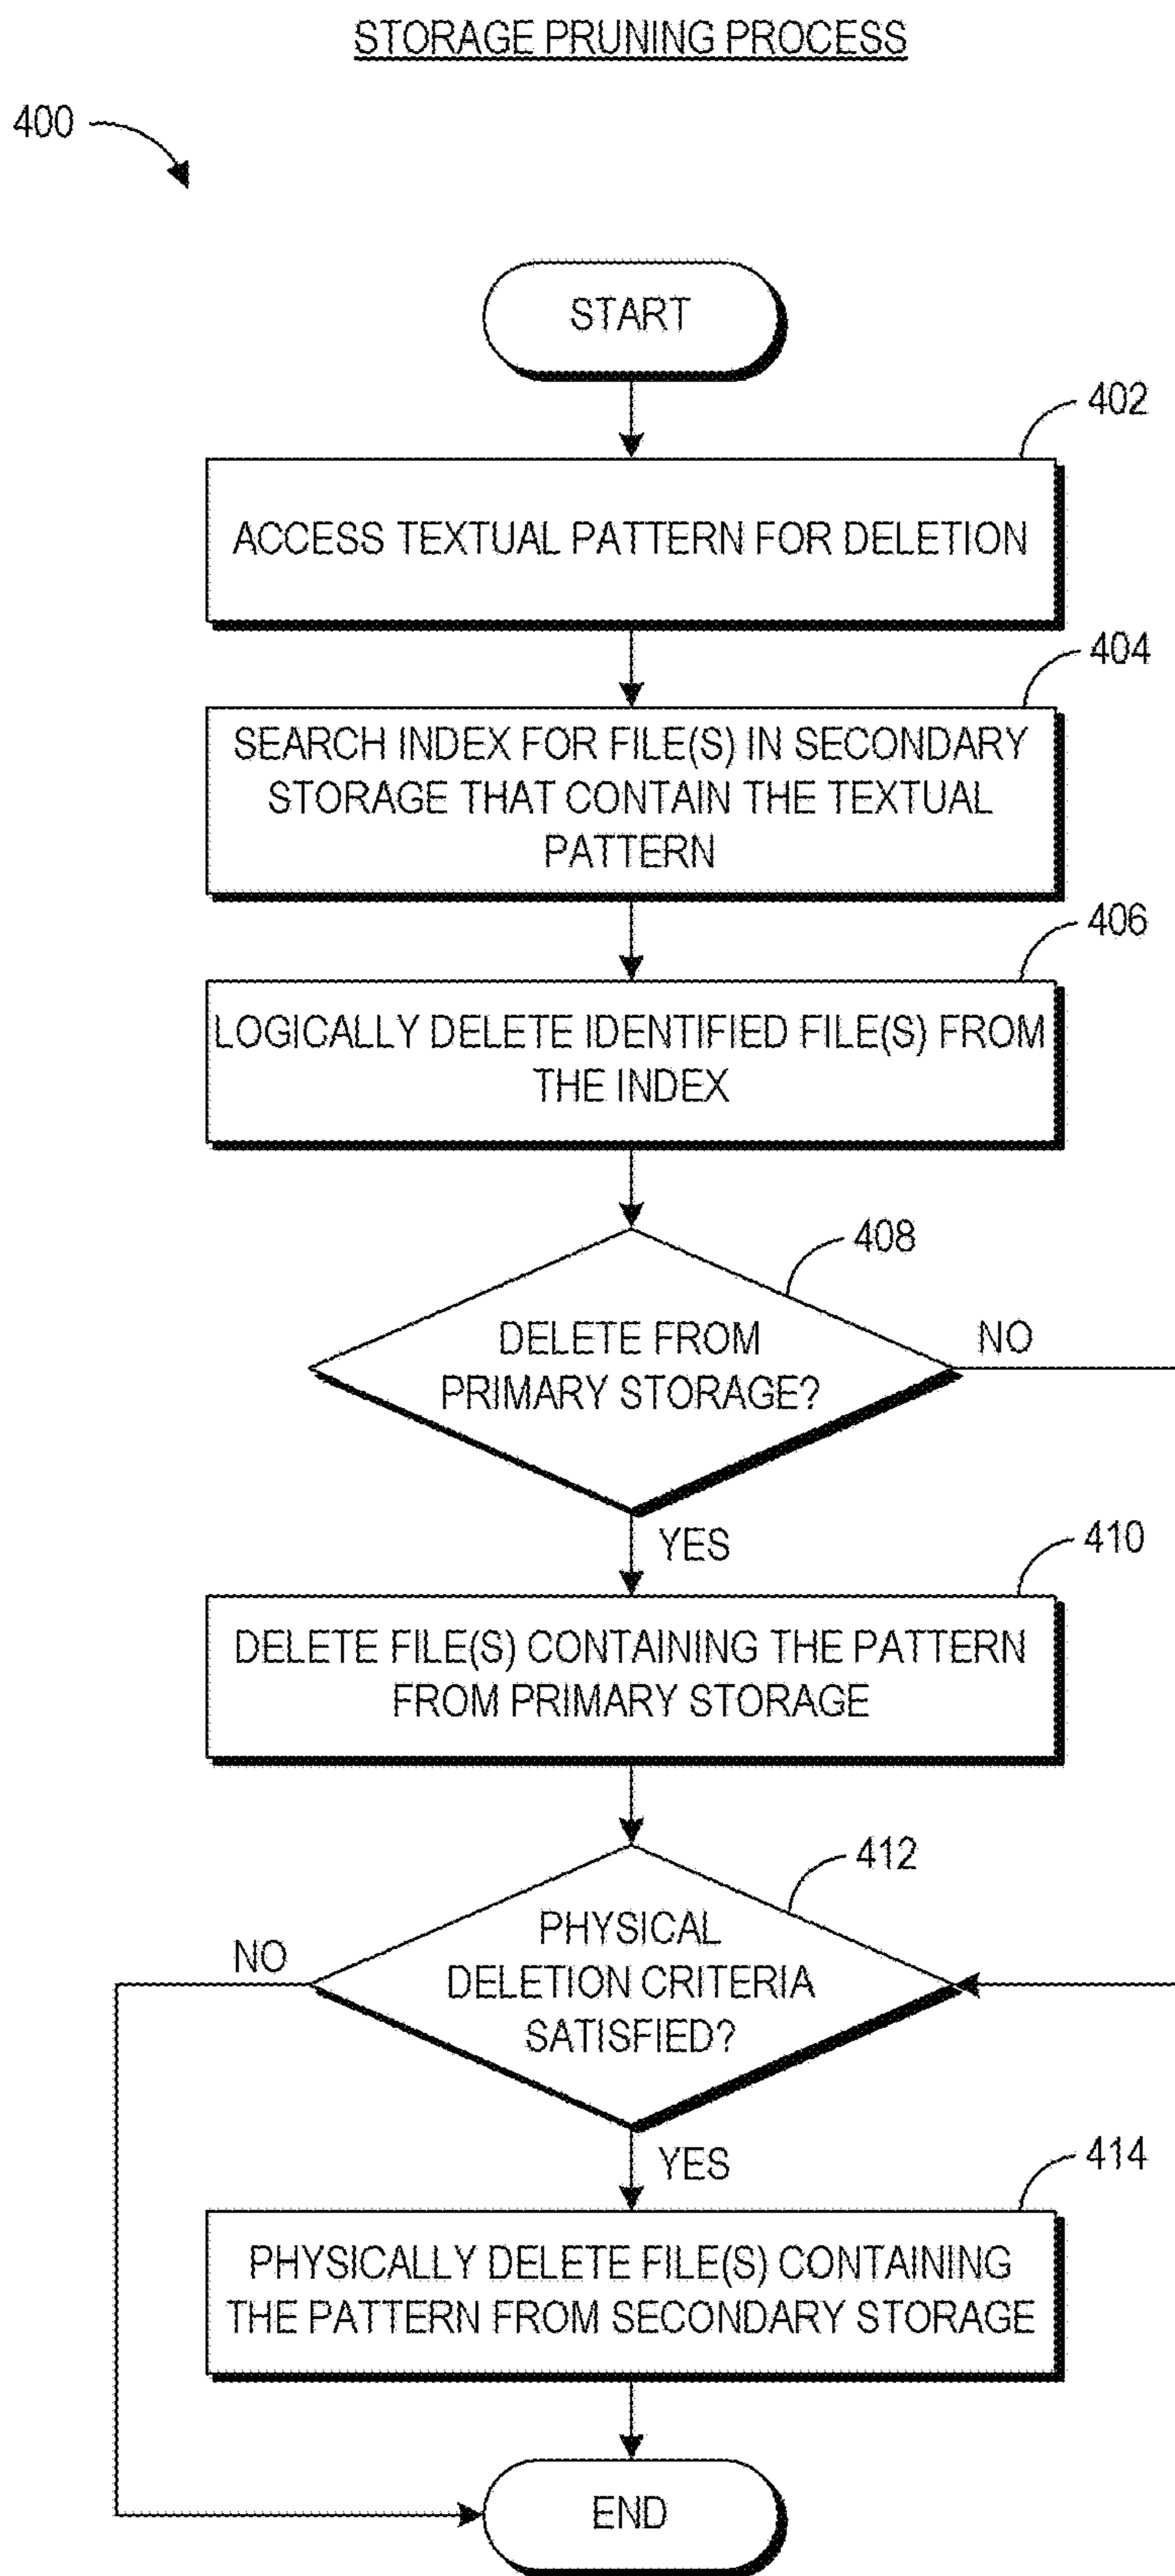 STORAGE PRUNING PROCESS
400
START
402
ACCESS TEXTUAL PATTERN FOR DELETION
404
SEARCH INDEX FOR FILE(S) IN SECONDARY
STORAGE THAT CONTAIN THE TEXTUAL
PATTERN
406
LOGICALLY DELETE IDENTIFIED FILE(S) FROM
THE INDEX
408
DELETE FROM
PRIMARY STORAGE?
NO
YES
410
DELETE FILE(S) CONTAINING THE PATTERN
FROM PRIMARY STORAGE
412
PHYSICAL
DELETION CRITERIA
SATISFIED?
NO
YES
414
PHYSICALLY DELETE FILE(S) CONTAINING
THE PATTERN FROM SECONDARY STORAGE
END